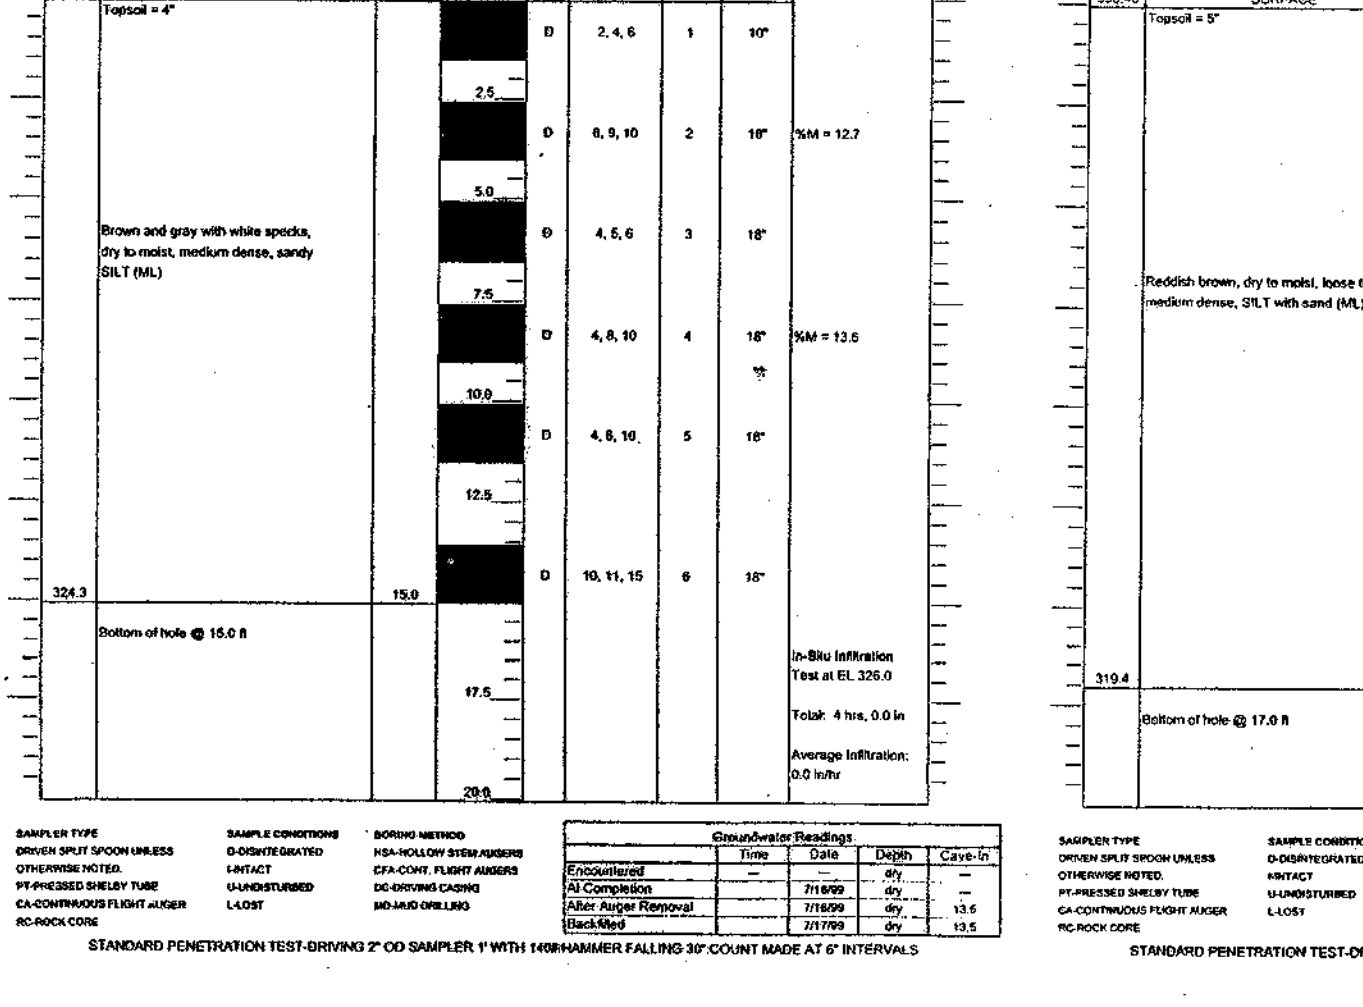 Topsoil = 4"
D 2, 4, 6 1 10"
2.5
D 8, 9, 10 2 18" %M = 12.7
5.0
Brown and gray with white specks,
dry to moist, medium dense, sandy
SILT (ML)
D 4, 5, 6 3 18"
7.5
D 4, 8, 10 4 18" %M = 13.6
10.0
D 4, 6, 10 5 18"
12.5
D 10, 11, 15 6 18"
324.3 15.0
Bottom of hole @ 15.0 ft
In-Situ Infiltration
Test at EL 326.0
17.5
Total: 4 hrs, 0.0 in
Average Infiltration:
0.0 in/hr
20.0
SAMPLER TYPE
DRIVEN SPLIT SPOON UNLESS
OTHERWISE NOTED.
PT-PRESSED SHELBY TUBE
CA-CONTINUOUS FLIGHT AUGER
RC-ROCK CORE
SAMPLE CONDITIONS
D-DISINTEGRATED
I-INTACT
U-UNDISTURBED
L-LOST
BORING METHOD
HSA-HOLLOW STEM AUGERS
CFA-CONT. FLIGHT AUGERS
DC-DRIVING CASING
MD-MUD DRILLING
Groundwater Readings
Time Date Depth Cave-In
Encountered — — dry —
At Completion 7/16/99 dry —
After Auger Removal 7/16/99 dry 13.5
Backfilled 7/17/99 dry 13.5
STANDARD PENETRATION TEST-DRIVING 2" OD SAMPLER 1' WITH 140# HAMMER FALLING 30": COUNT MADE AT 6" INTERVALS
SURFACE
Topsoil = 5"
Reddish brown, dry to moist, loose t
medium dense, SILT with sand (ML)
319.4
Bottom of hole @ 17.0 ft
SAMPLER TYPE
DRIVEN SPLIT SPOON UNLESS
OTHERWISE NOTED.
PT-PRESSED SHELBY TUBE
CA-CONTINUOUS FLIGHT AUGER
RC-ROCK CORE
SAMPLE CONDITIO
D-DISINTEGRATED
I-INTACT
U-UNDISTURBED
L-LOST
STANDARD PENETRATION TEST-DR